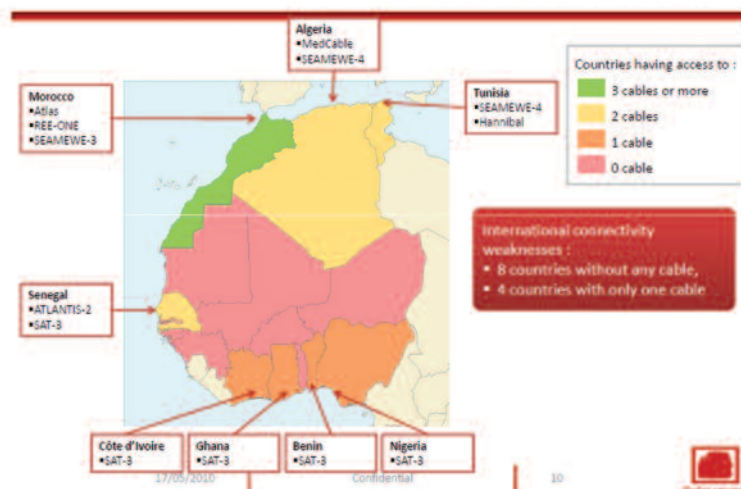 Algeria
▪MedCable
▪SEAMEWE-4
Morocco
▪Atlas
▪REE-ONE
▪SEAMEWE-3
Tunisia
▪SEAMEWE-4
▪Hannibal
Countries having access to :
3 cables or more
2 cables
1 cable
0 cable
International connectivity
weaknesses :
▪ 8 countries without any cable,
▪ 4 countries with only one cable
Senegal
▪ATLANTIS-2
▪SAT-3
Côte d'Ivoire
▪SAT-3
Ghana
▪SAT-3
Benin
▪SAT-3
Nigeria
▪SAT-3
17/05/2010
Confidential
10